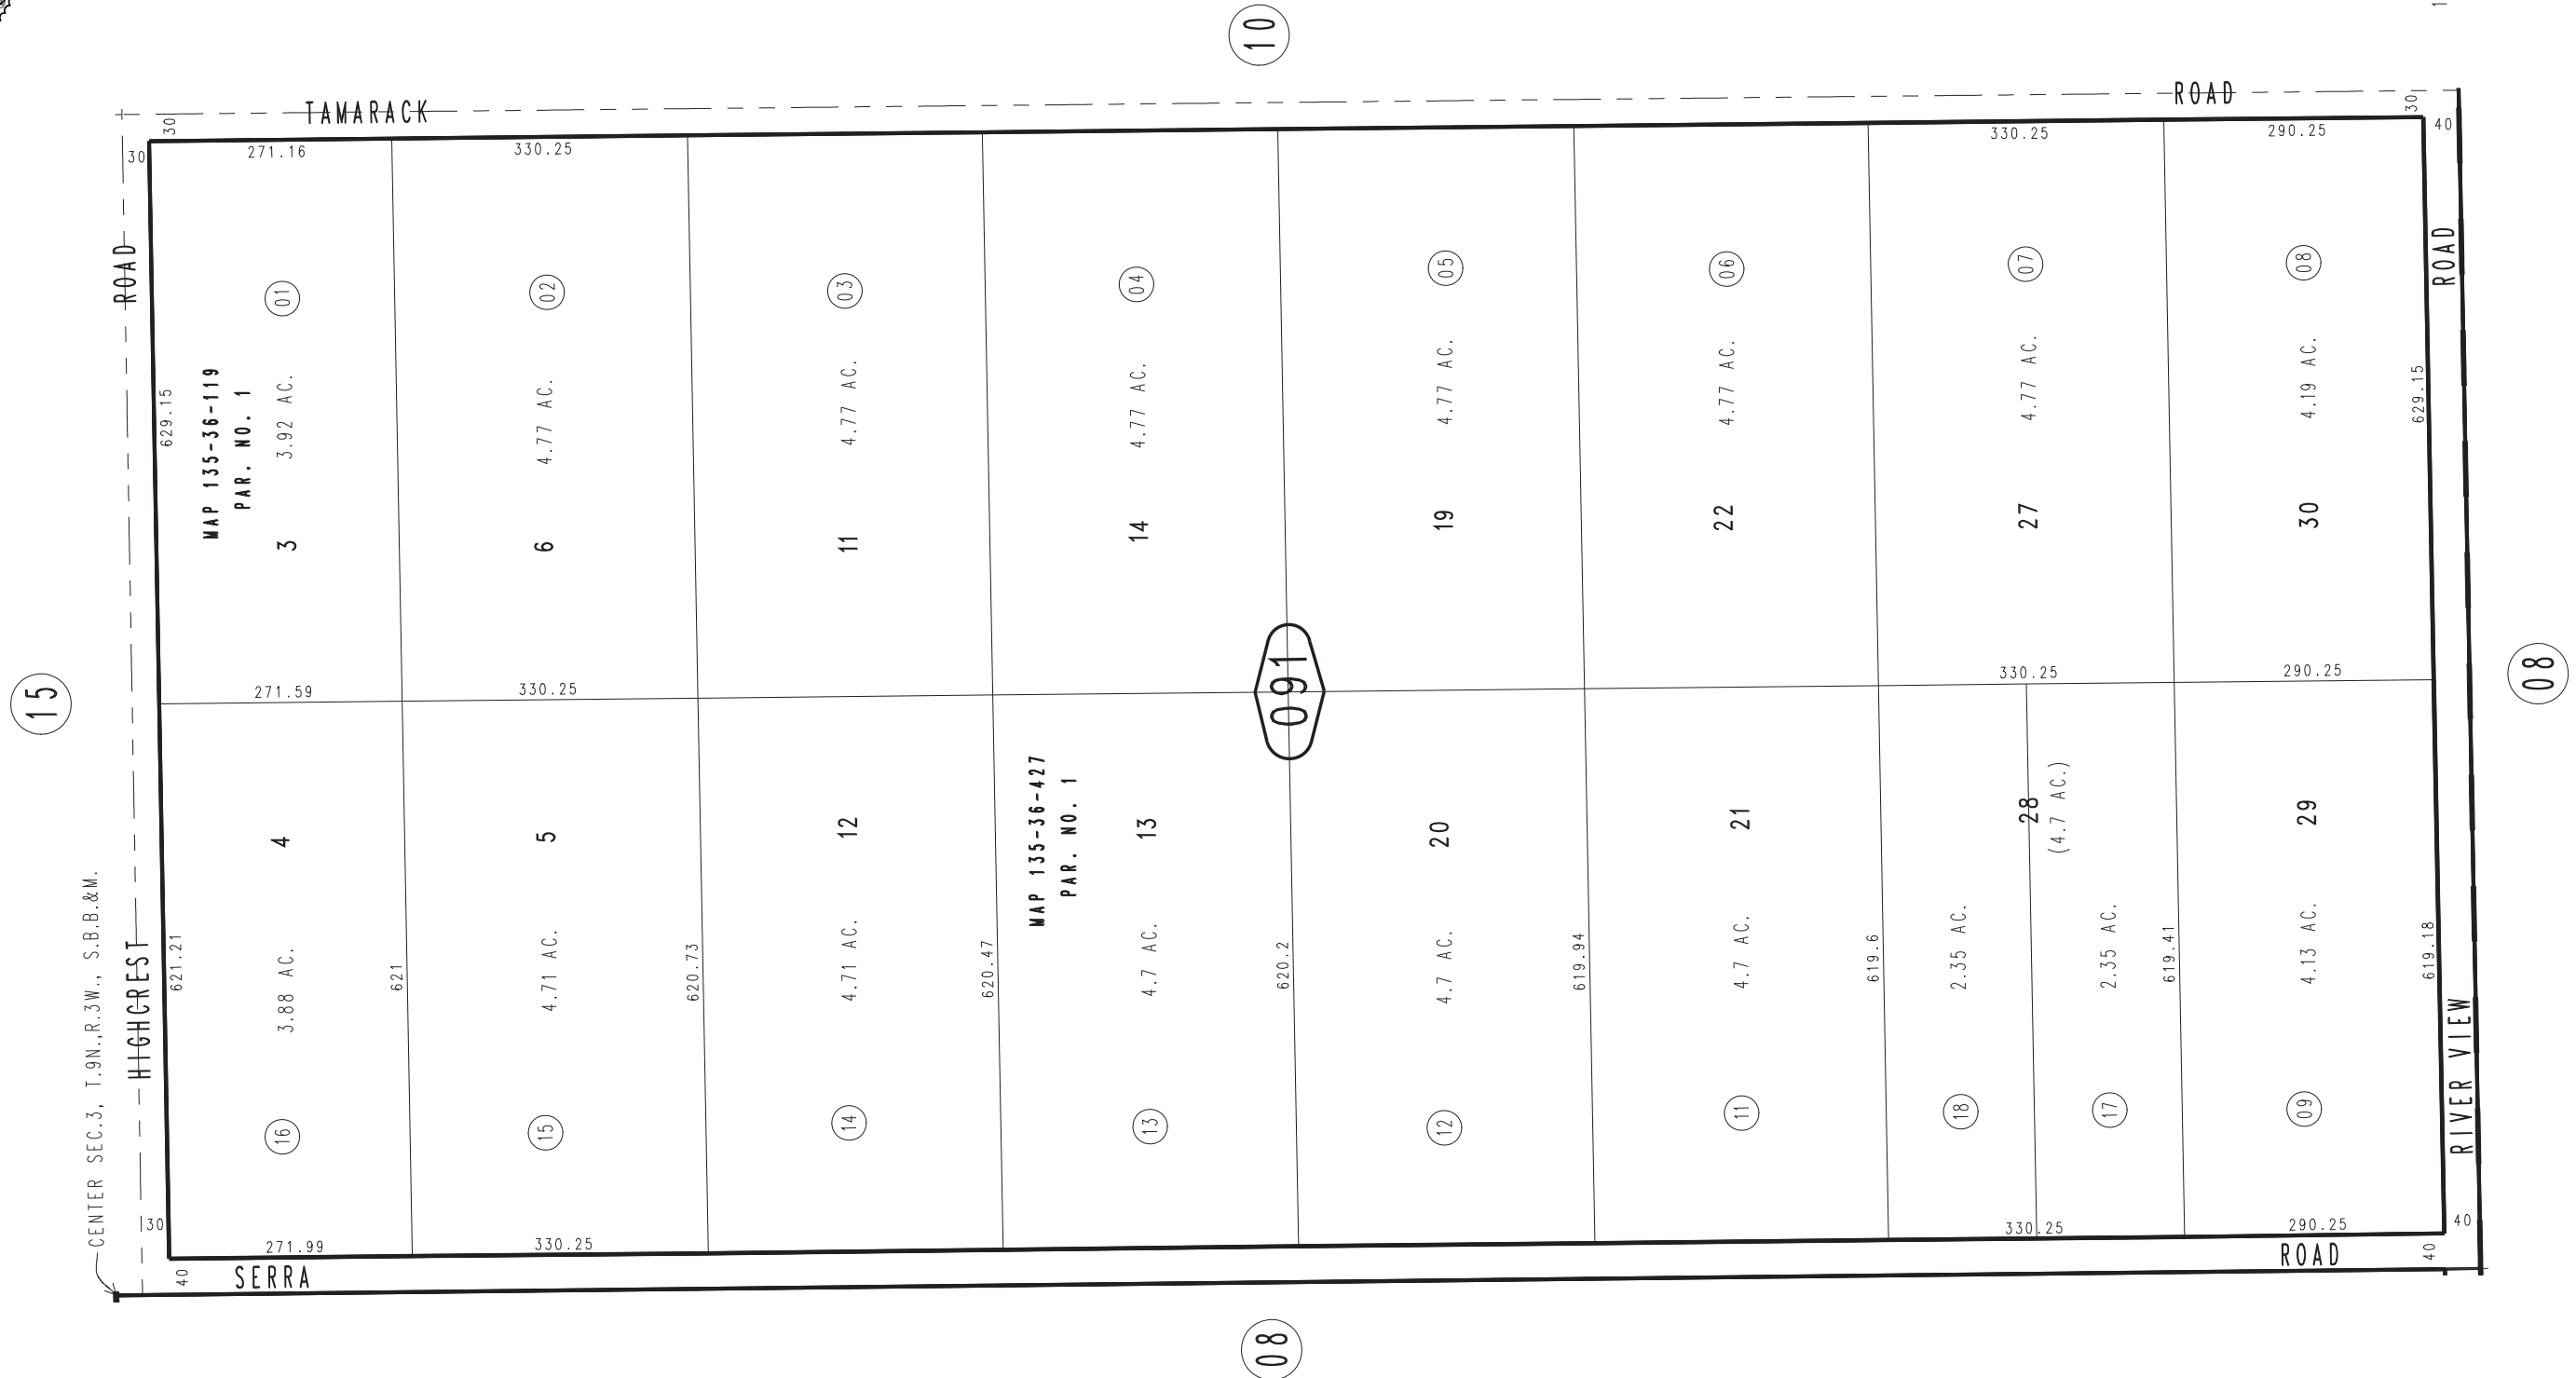 10
TAMARACK ROAD
30
30
271.16
330.25
330.25
290.25
30
40
ROAD
ROAD
01
02
03
04
05
06
07
08
629.15
MAP 135-36-119
PAR. NO. 1
3.92 AC.
4.77 AC.
4.77 AC.
4.77 AC.
4.77 AC.
4.77 AC.
4.77 AC.
4.19 AC.
629.15
3
6
11
14
19
22
27
30
15
271.59
330.25
091
330.25
290.25
08
4
5
12
MAP 135-36-427
PAR. NO. 1
13
20
21
28
(4.7 AC.)
29
CENTER SEC.3, T.9N.,R.3W., S.B.B.&M.
HIGHCREST
621.21
3.88 AC.
621
4.71 AC.
620.73
4.71 AC.
620.47
4.7 AC.
620.2
4.7 AC.
619.94
4.7 AC.
619.6
2.35 AC.
2.35 AC.
619.41
4.13 AC.
619.18
RIVER VIEW
16
15
14
13
12
11
18
17
09
30
271.99
330.25
330.25
290.25
40
40
SERRA ROAD
40
08